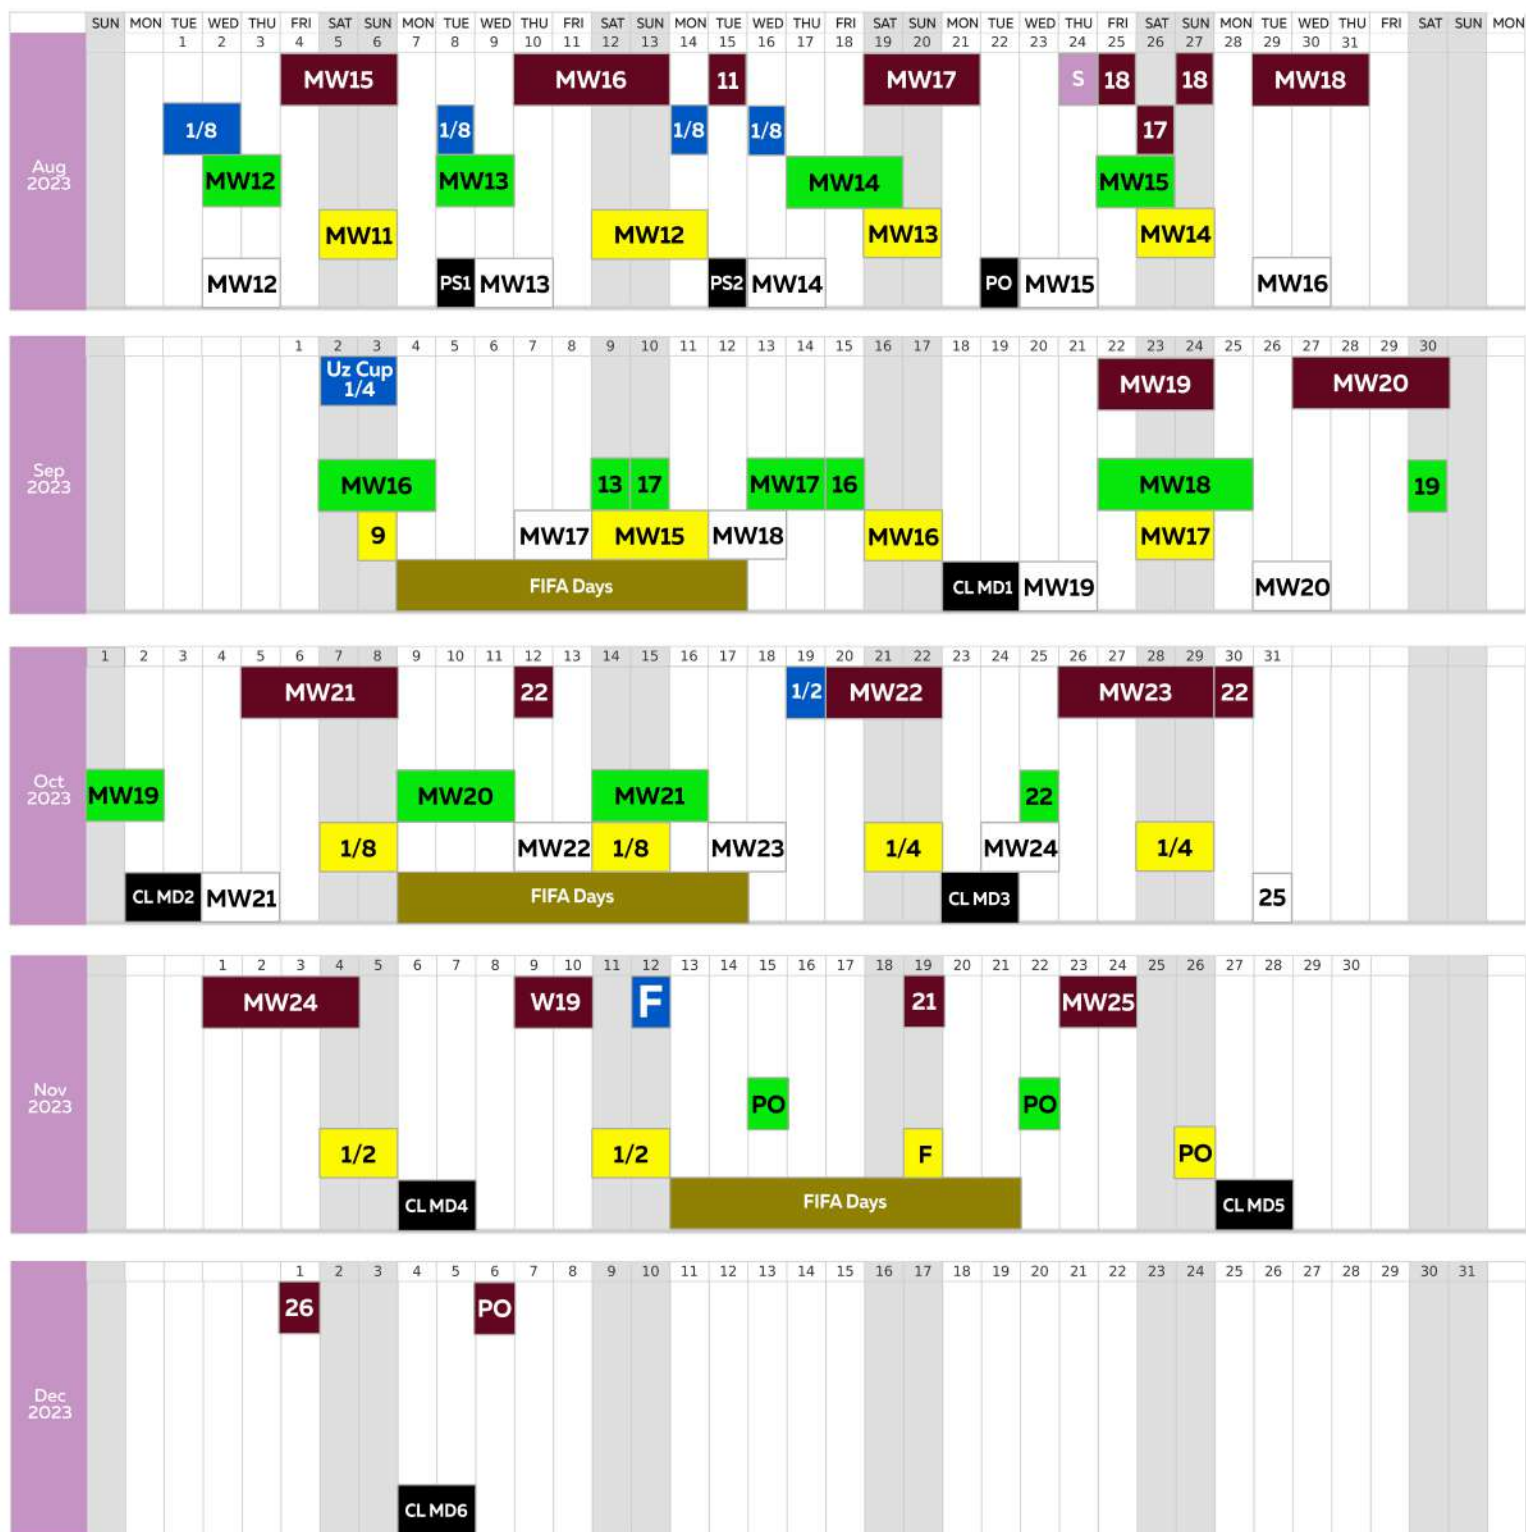 SUN MON TUE WED THU FRI SAT SUN MON TUE WED THU FRI SAT SUN MON TUE WED THU FRI SAT SUN MON TUE WED THU FRI SAT SUN MON TUE WED THU FRI SAT SUN MON
1 2 3 4 5 6 7 8 9 10 11 12 13 14 15 16 17 18 19 20 21 22 23 24 25 26 27 28 29 30 31
MW15 MW16 11 MW17 S 18 18 MW18
1/8 1/8 1/8 1/8 17
Aug
2023
MW12 MW13 MW14 MW15
MW11 MW12 MW13 MW14
MW12 PS1 MW13 PS2 MW14 PO MW15 MW16
1 2 3 4 5 6 7 8 9 10 11 12 13 14 15 16 17 18 19 20 21 22 23 24 25 26 27 28 29 30
Uz Cup
1/4
MW19 MW20
Sep
2023
MW16 13 17 MW17 16 MW18 19
9 MW17 MW15 MW18 MW16 MW17
FIFA Days CL MD1 MW19 MW20
1 2 3 4 5 6 7 8 9 10 11 12 13 14 15 16 17 18 19 20 21 22 23 24 25 26 27 28 29 30 31
MW21 22 1/2 MW22 MW23 22
Oct
2023
MW19 MW20 MW21 22
1/8 MW22 1/8 MW23 1/4 MW24 1/4
CL MD2 MW21 FIFA Days CL MD3 25
1 2 3 4 5 6 7 8 9 10 11 12 13 14 15 16 17 18 19 20 21 22 23 24 25 26 27 28 29 30
MW24 W19 F 21 MW25
Nov
2023
PO PO
1/2 1/2 F PO
CL MD4 FIFA Days CL MD5
1 2 3 4 5 6 7 8 9 10 11 12 13 14 15 16 17 18 19 20 21 22 23 24 25 26 27 28 29 30 31
26 PO
Dec
2023
CL MD6